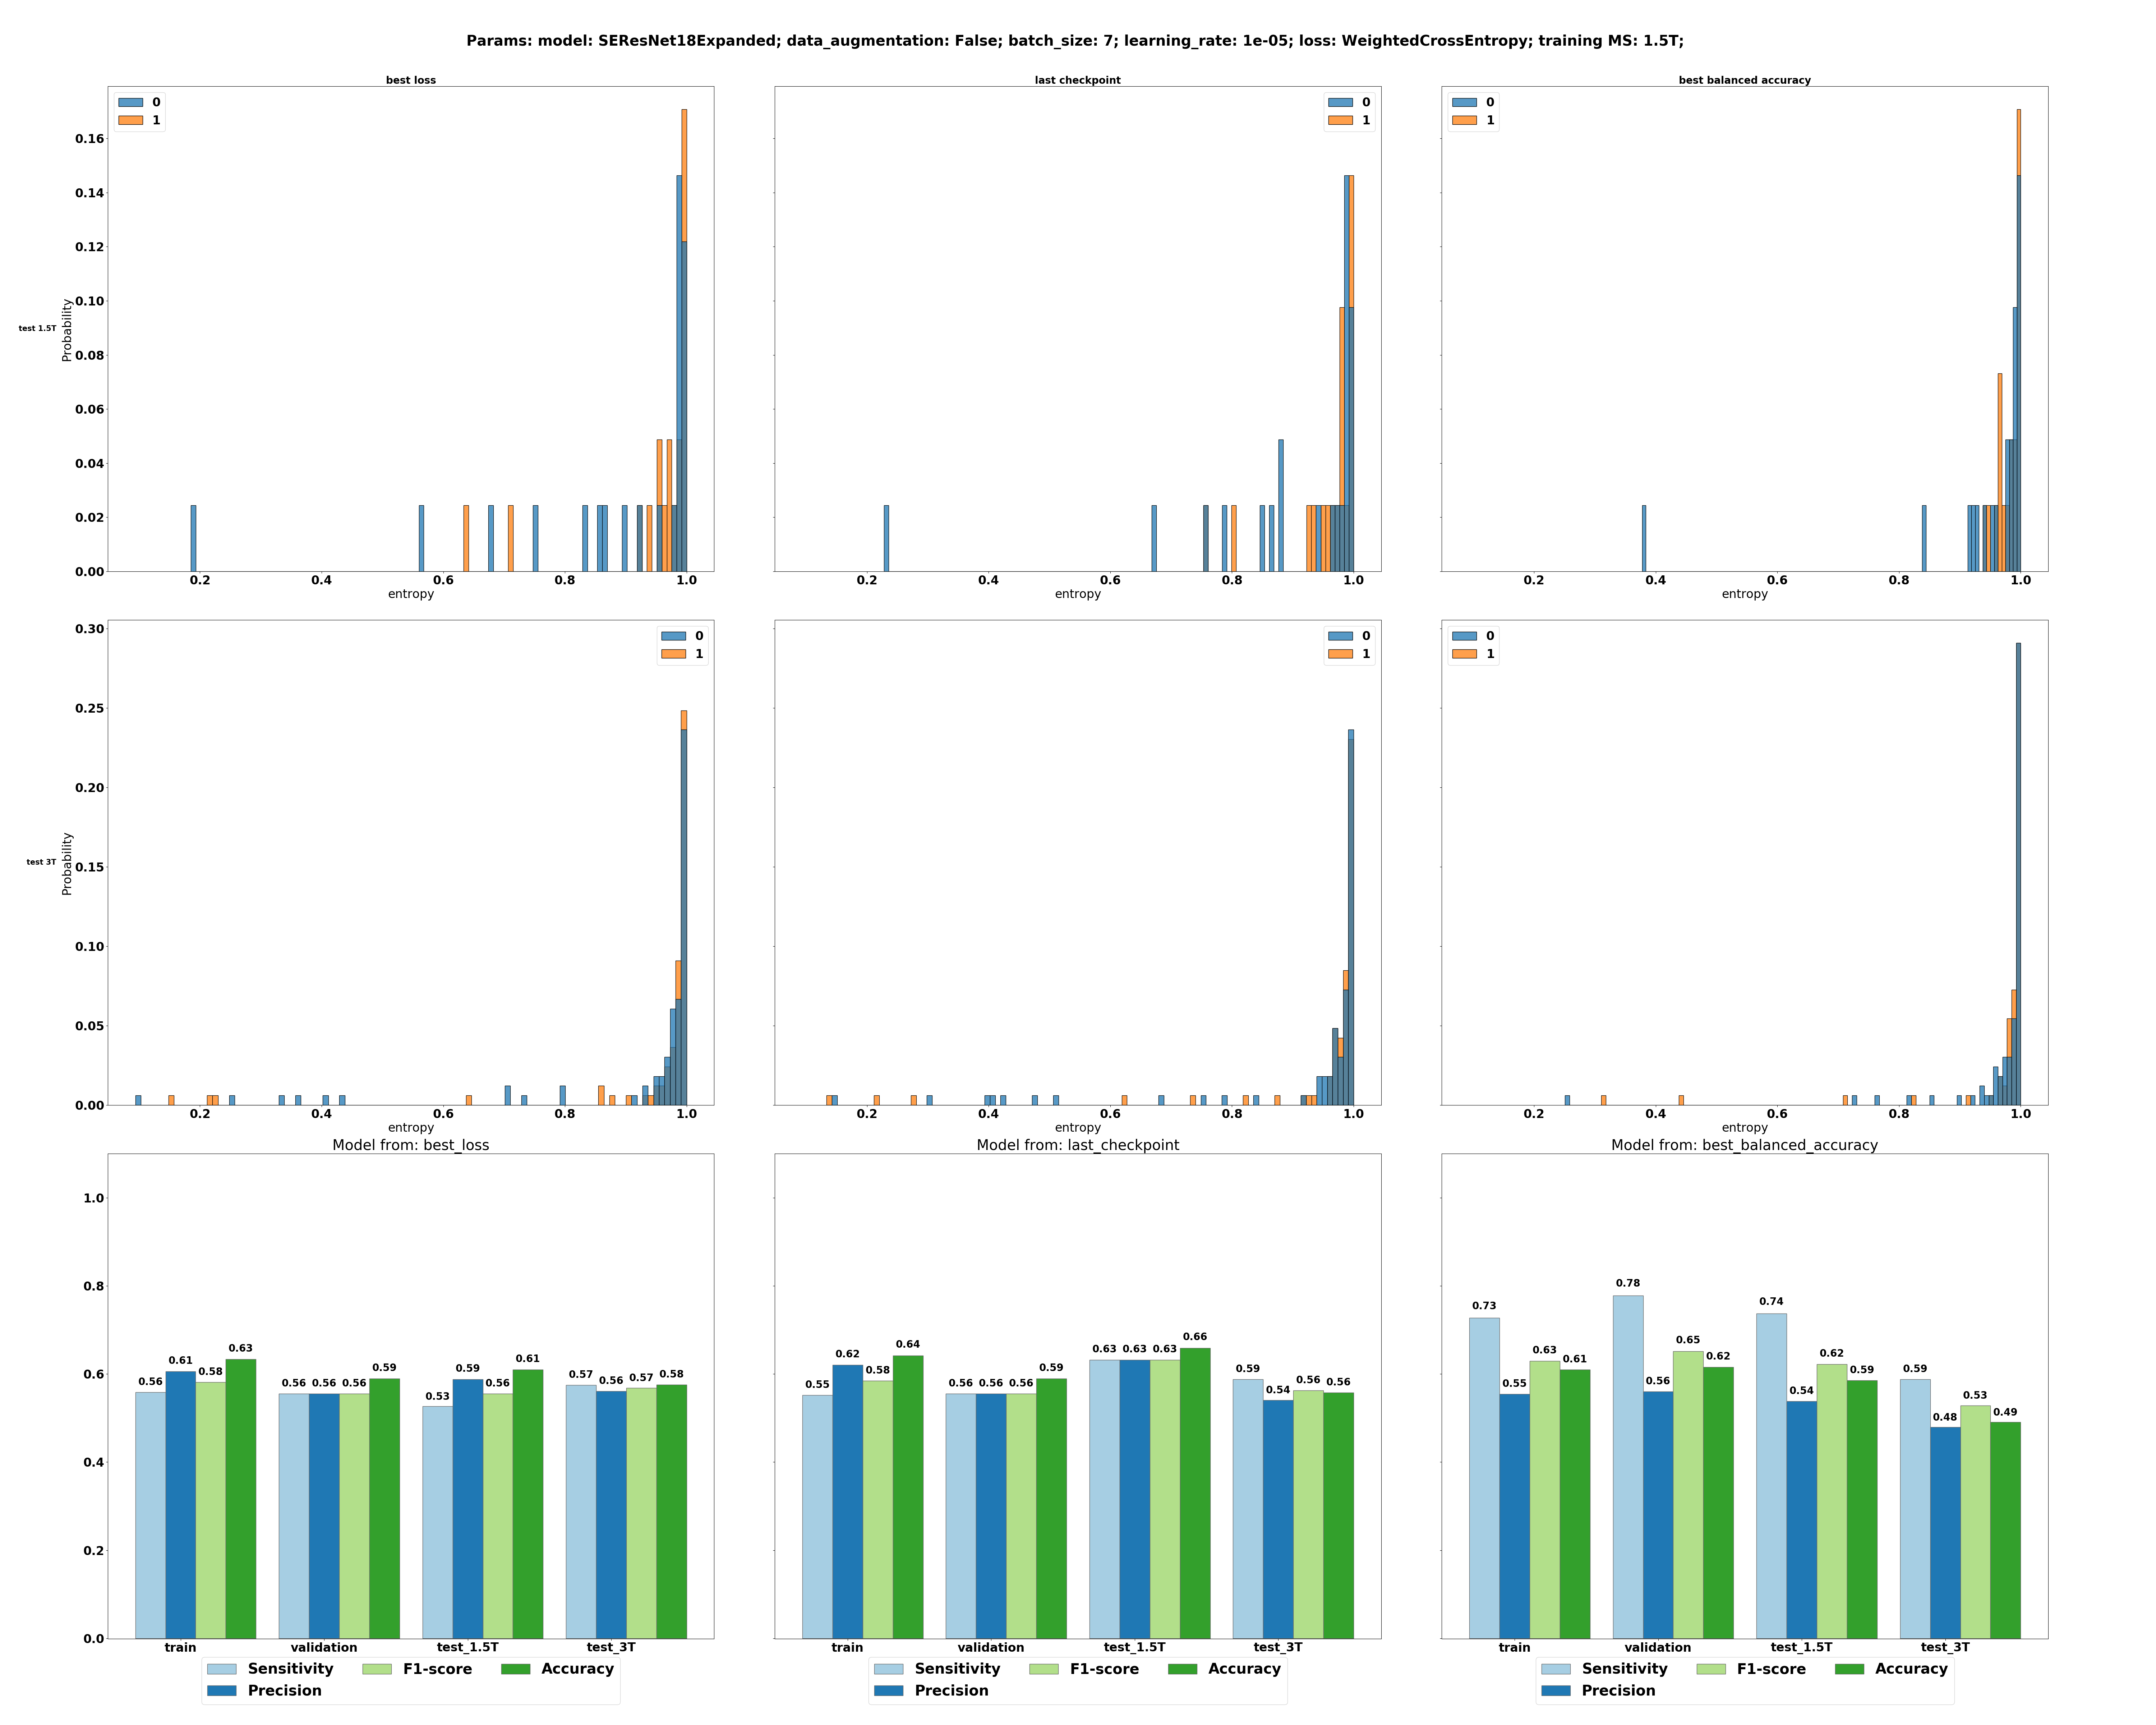 Params: model: SEResNet18Expanded; data_augmentation: False; batch_size: 7; learning_rate: 1e-05; loss: WeightedCrossEntropy; training MS: 1.5T;
best loss
0
1
0.16
0.14
0.12
0.10
0.08
0.06
0.04
0.02
0.00
Probability
test 1.5T
0.2 0.4 0.6 0.8 1.0
entropy
last checkpoint
0
1
0.2 0.4 0.6 0.8 1.0
entropy
best balanced accuracy
0
1
0.2 0.4 0.6 0.8 1.0
entropy
0.30
0.25
0.20
0.15
0.10
0.05
0.00
Probability
test 3T
0
1
0.2 0.4 0.6 0.8 1.0
entropy
0
1
0.2 0.4 0.6 0.8 1.0
entropy
0
1
0.2 0.4 0.6 0.8 1.0
entropy
Model from: best_loss
1.0
0.8
0.6
0.4
0.2
0.0
0.56 0.61 0.58 0.63
0.56 0.56 0.56 0.59
0.53 0.59 0.56 0.61
0.57 0.56 0.57 0.58
train validation test_1.5T test_3T
Sensitivity F1-score Accuracy
Precision
Model from: last_checkpoint
0.55 0.62 0.58 0.64
0.56 0.56 0.56 0.59
0.63 0.63 0.63 0.66
0.59 0.54 0.56 0.56
train validation test_1.5T test_3T
Sensitivity F1-score Accuracy
Precision
Model from: best_balanced_accuracy
0.73 0.55 0.63 0.61
0.78 0.56 0.65 0.62
0.74 0.54 0.62 0.59
0.59 0.48 0.53 0.49
train validation test_1.5T test_3T
Sensitivity F1-score Accuracy
Precision